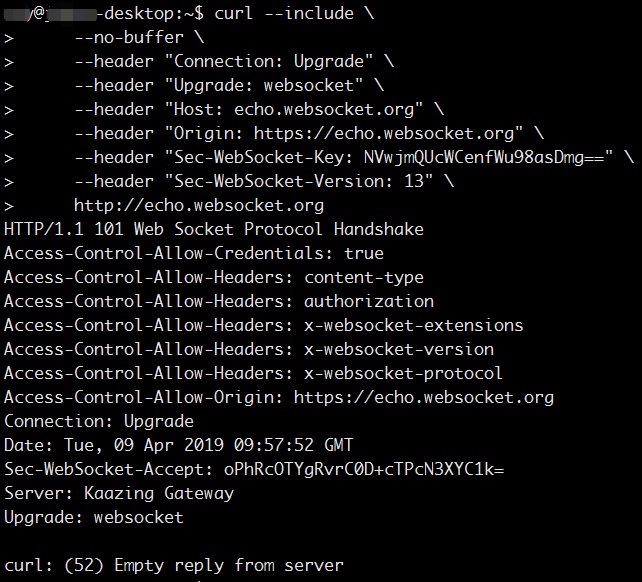 -desktop:~$ curl --include \
> --no-buffer \
> --header "Connection: Upgrade" \
> --header "Upgrade: websocket" \
> --header "Host: echo.websocket.org" \
> --header "Origin: https://echo.websocket.org" \
> --header "Sec-WebSocket-Key: NVwjmQUcWCenfWu98asDmg==" \
> --header "Sec-WebSocket-Version: 13" \
> http://echo.websocket.org
HTTP/1.1 101 Web Socket Protocol Handshake
Access-Control-Allow-Credentials: true
Access-Control-Allow-Headers: content-type
Access-Control-Allow-Headers: authorization
Access-Control-Allow-Headers: x-websocket-extensions
Access-Control-Allow-Headers: x-websocket-version
Access-Control-Allow-Headers: x-websocket-protocol
Access-Control-Allow-Origin: https://echo.websocket.org
Connection: Upgrade
Date: Tue, 09 Apr 2019 09:57:52 GMT
Sec-WebSocket-Accept: oPhRcOTYgRvrC0D+cTPcN3XYC1k=
Server: Kaazing Gateway
Upgrade: websocket
curl: (52) Empty reply from server